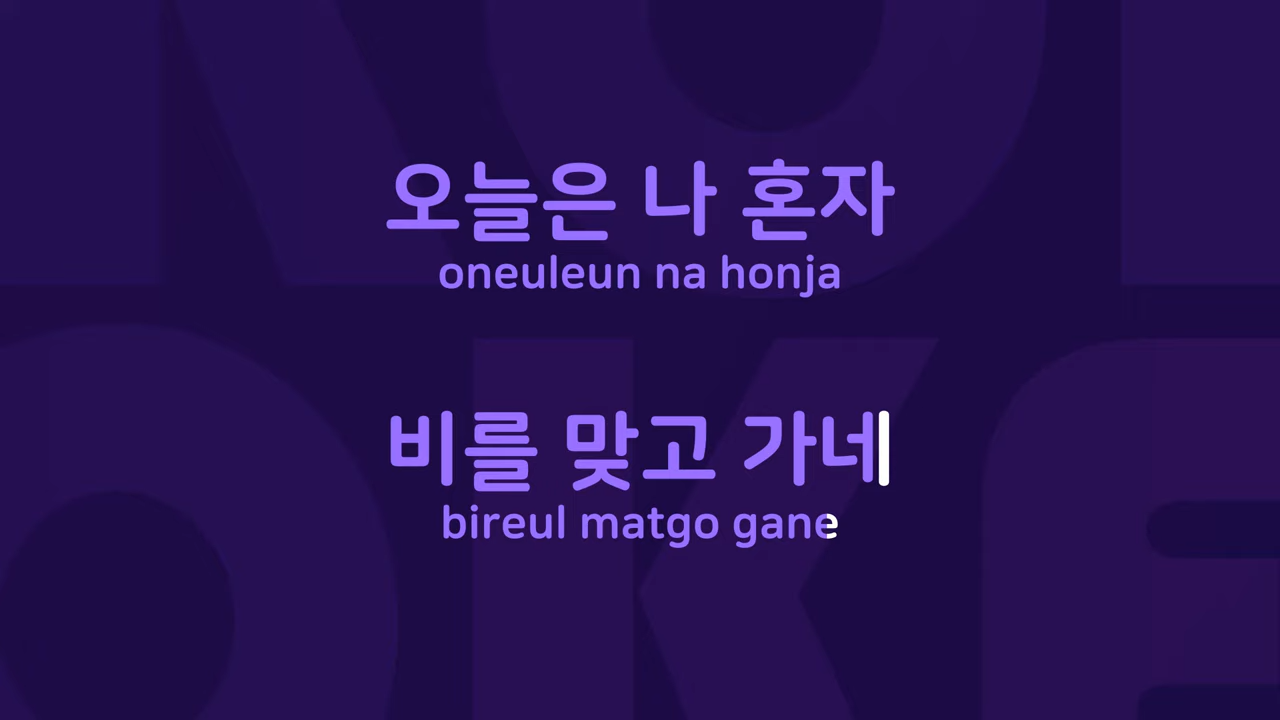 오늘은 나 혼자
oneuleun na honja
비를 맞고 가네
bireul matgo gane